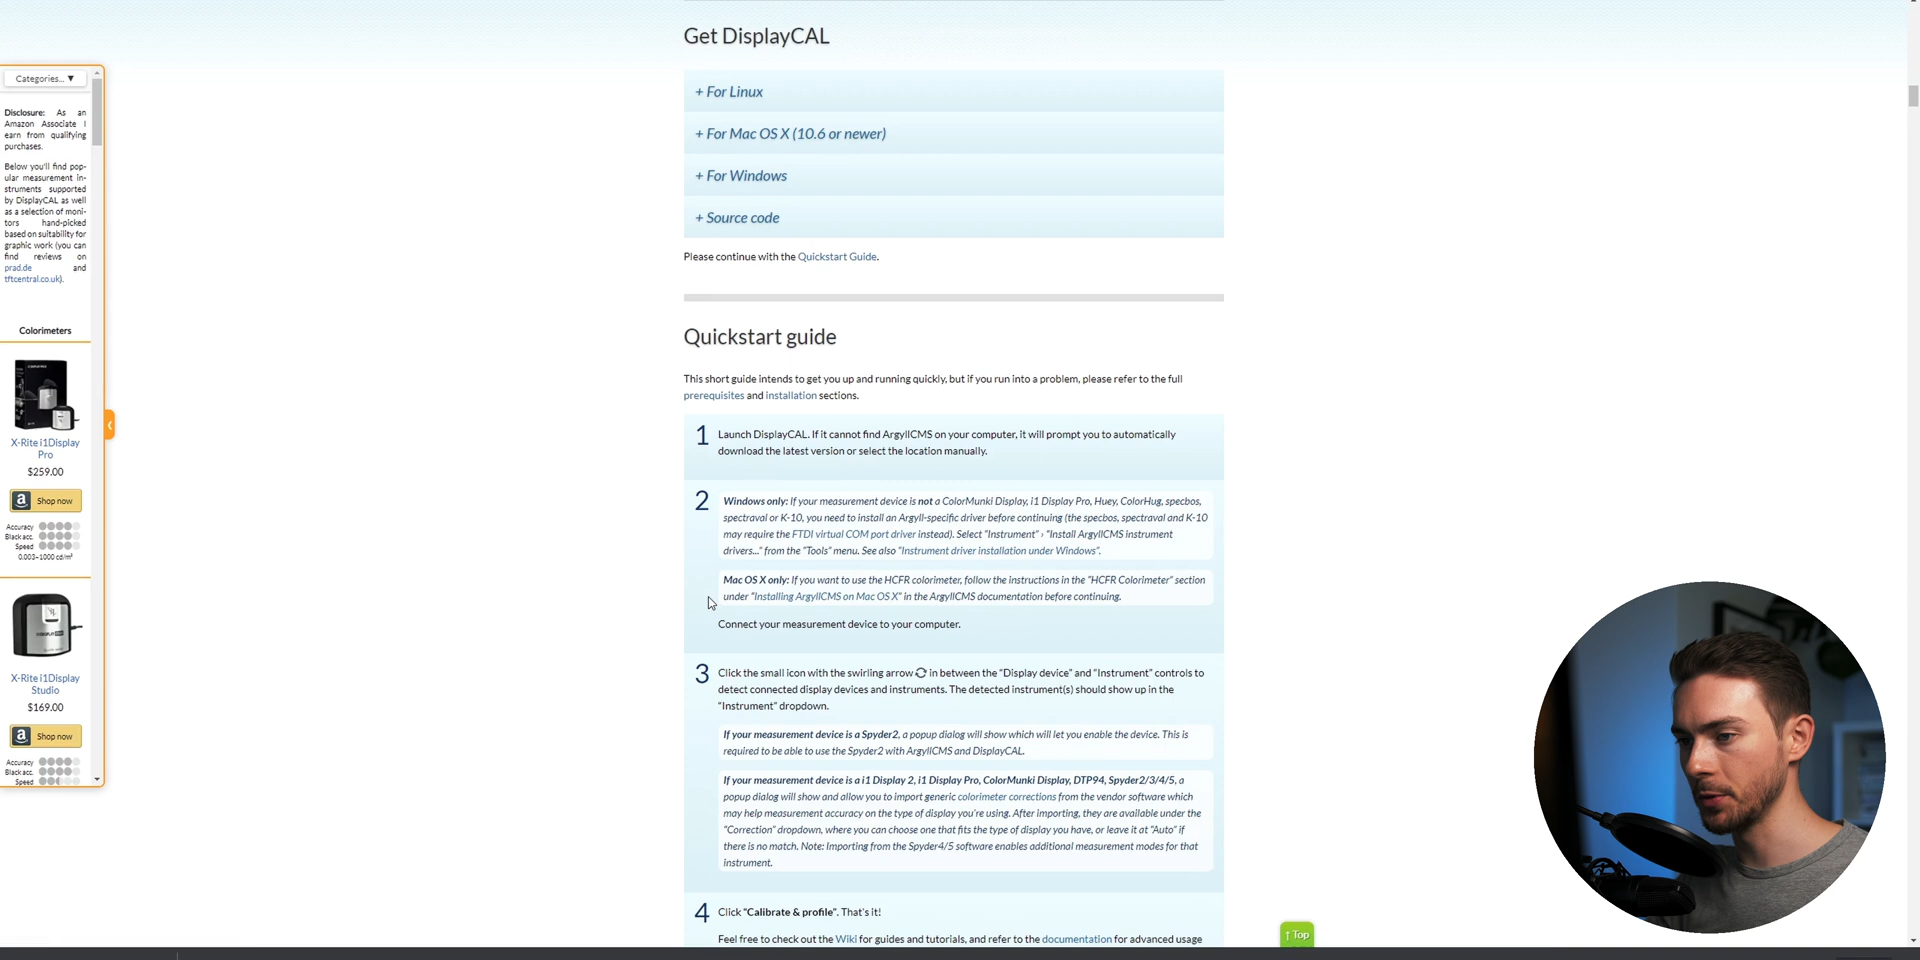 Get DisplayCAL
+ For Linux
+ For Mac OS X (10.6 or newer)
+ For Windows
+ Source code
Please continue with the Quickstart Guide.
Categories... ▼
Disclosure: As an
Amazon Associate I
earn from qualifying
purchases.
Below you'll find pop-
ular measurement in-
struments supported
by DisplayCAL as well
as a selection of moni-
tors hand-picked
based on suitability for
graphic work (you can
find reviews on
prad.de and
tftcentral.co.uk).
Colorimeters
X-Rite i1Display
Pro
$259.00
Shop now
Accuracy
Black acc.
Speed
0.003–1000 cd/m²
X-Rite i1Display
Studio
$169.00
Shop now
Accuracy
Black acc.
Speed
Quickstart guide
This short guide intends to get you up and running quickly, but if you run into a problem, please refer to the full
prerequisites and installation sections.
1 Launch DisplayCAL. If it cannot find ArgyllCMS on your computer, it will prompt you to automatically
download the latest version or select the location manually.
2 Windows only: If your measurement device is not a ColorMunki Display, i1 Display Pro, Huey, ColorHug, specbos,
spectraval or K-10, you need to install an Argyll-specific driver before continuing (the specbos, spectraval and K-10
may require the FTDI virtual COM port driver instead). Select “Instrument” › “Install ArgyllCMS instrument
drivers...” from the “Tools” menu. See also “Instrument driver installation under Windows”.
Mac OS X only: If you want to use the HCFR colorimeter, follow the instructions in the “HCFR Colorimeter” section
under “Installing ArgyllCMS on Mac OS X” in the ArgyllCMS documentation before continuing.
Connect your measurement device to your computer.
3 Click the small icon with the swirling arrow in between the “Display device” and “Instrument” controls to
detect connected display devices and instruments. The detected instrument(s) should show up in the
“Instrument” dropdown.
If your measurement device is a Spyder2, a popup dialog will show which will let you enable the device. This is
required to be able to use the Spyder2 with ArgyllCMS and DisplayCAL.
If your measurement device is a i1 Display 2, i1 Display Pro, ColorMunki Display, DTP94, Spyder2/3/4/5, a
popup dialog will show and allow you to import generic colorimeter corrections from the vendor software which
may help measurement accuracy on the type of display you're using. After importing, they are available under the
“Correction” dropdown, where you can choose one that fits the type of display you have, or leave it at “Auto” if
there is no match. Note: Importing from the Spyder4/5 software enables additional measurement modes for that
instrument.
4 Click "Calibrate & profile". That's it!
Feel free to check out the Wiki for guides and tutorials, and refer to the documentation for advanced usage
↑ Top